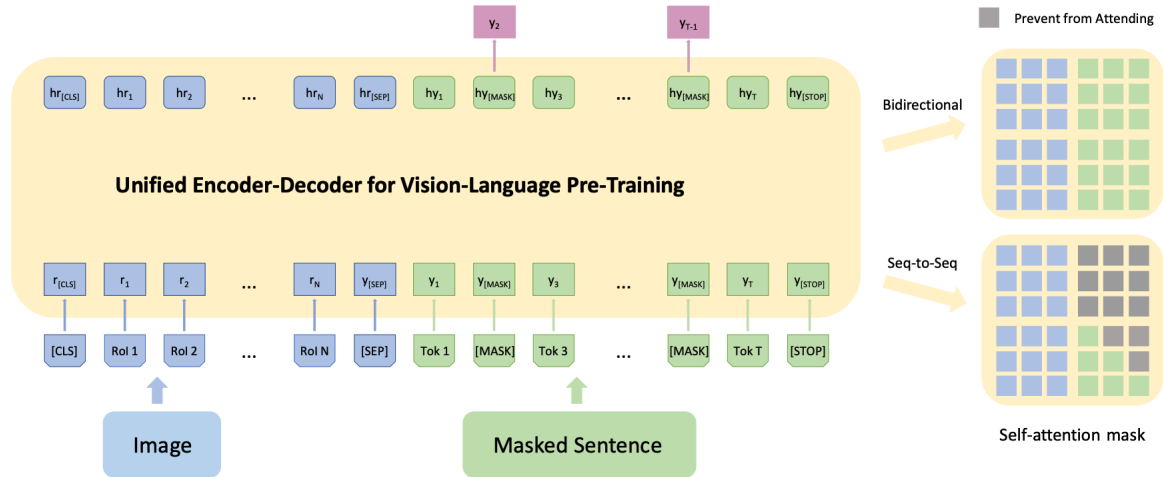 y2
yT-1
Prevent from Attending
hr[CLS] hr1 hr2 ... hrN hr[SEP] hy1 hy[MASK] hy3 ... hy[MASK] hyT hy[STOP]
Bidirectional
Unified Encoder-Decoder for Vision-Language Pre-Training
r[CLS] r1 r2 ... rN y[SEP] y1 y[MASK] y3 ... y[MASK] yT y[STOP]
Seq-to-Seq
[CLS] RoI 1 RoI 2 ... RoI N [SEP] Tok 1 [MASK] Tok 3 ... [MASK] Tok T [STOP]
Image
Masked Sentence
Self-attention mask